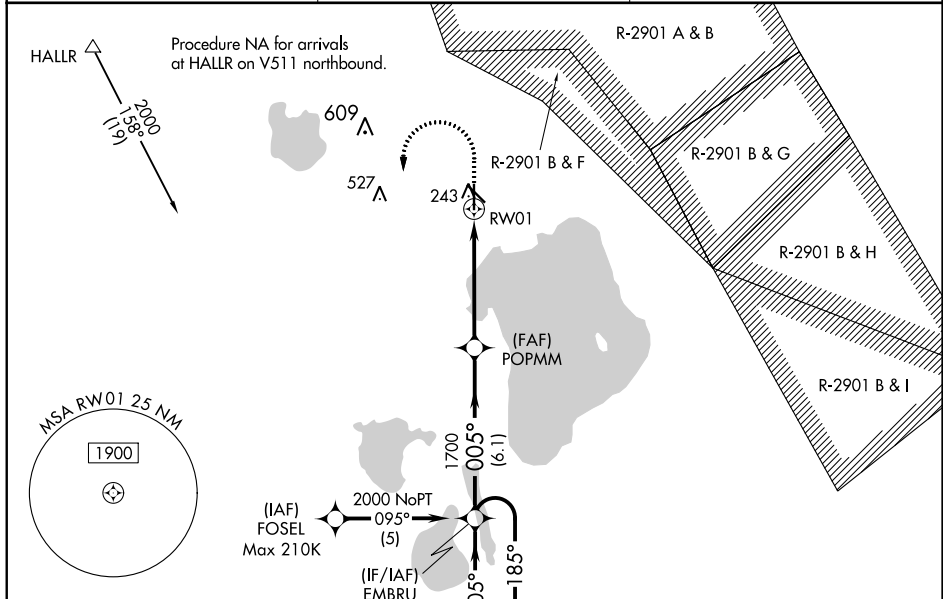 HALLR
Procedure NA for arrivals
at HALLR on V511 northbound.
2000
158°
(19)
R-2901 A & B
609
527
243
R-2901 B & F
R-2901 B & G
RW01
R-2901 B & H
(FAF)
POPMM
R-2901 B & I
MSA RW01 25 NM
1900
1700
005°
(6.1)
(IAF)
FOSEL
Max 210K
2000 NoPT
095°
(5)
(IF/IAF)
EMBRU
185°